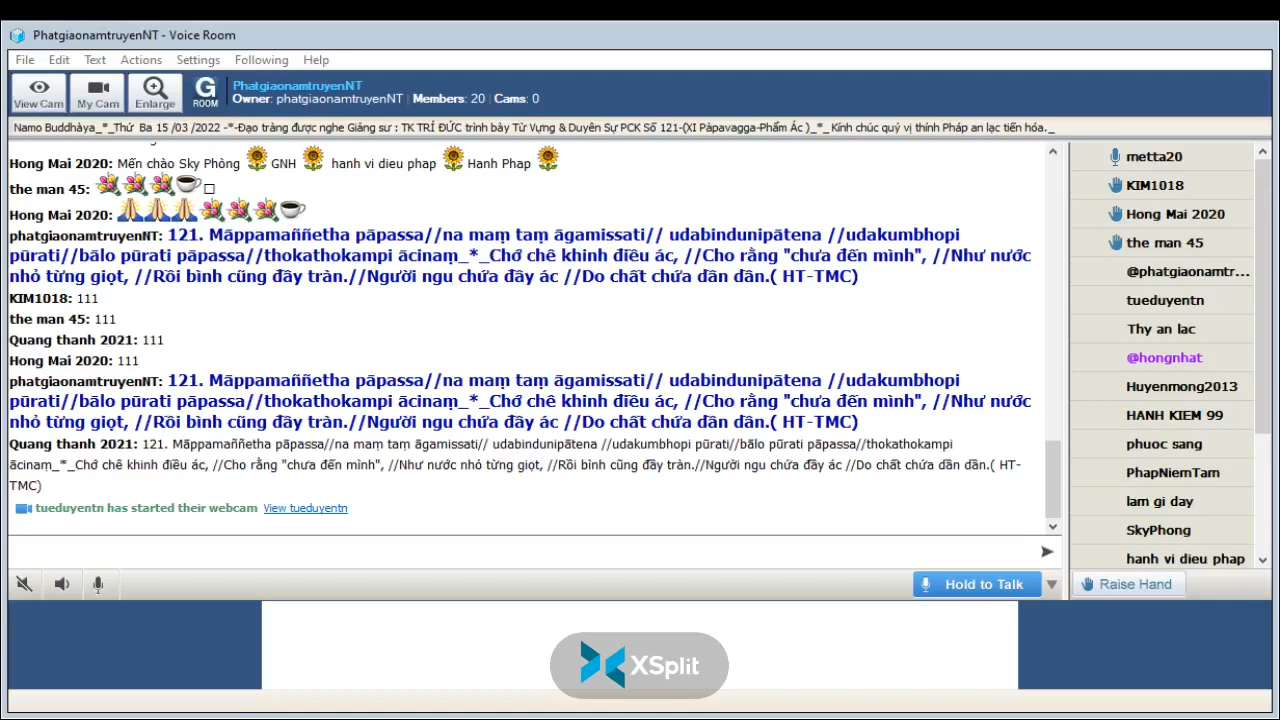 PhatgiaonamtruyenNT - Voice Room
File Edit Text Actions Settings Following Help
View Cam My Cam Enlarge G ROOM
PhatgiaonamtruyenNT
Owner: phatgiaonamtruyenNT | Members: 20 | Cams: 0
Namo Buddhàya_*_Thứ Ba 15 /03 /2022 -*-Đạo tràng được nghe Giảng sư : TK TRÍ ĐỨC trình bày Từ Vựng & Duyên Sự PCK Số 121-(XI Pàpavagga-Phẩm Ác )_*_ Kính chúc quý vị thính Pháp an lạc tiến hóa._
Hong Mai 2020: Mến chào Sky Phòng GNH hanh vi dieu phap Hanh Phap
the man 45:
Hong Mai 2020:
phatgiaonamtruyenNT: 121. Māppamaññetha pāpassa//na maṃ taṃ āgamissati// udabindunipātena //udakumbhopi
pūrati//bālo pūrati pāpassa//thokathokampi ācinaṃ_*_Chớ chê khinh điều ác, //Cho rằng "chưa đến mình", //Như nước
nhỏ từng giọt, //Rồi bình cũng đầy tràn.//Người ngu chứa đầy ác //Do chất chứa dần dần.( HT-TMC)
KIM1018: 111
the man 45: 111
Quang thanh 2021: 111
Hong Mai 2020: 111
phatgiaonamtruyenNT: 121. Māppamaññetha pāpassa//na maṃ taṃ āgamissati// udabindunipātena //udakumbhopi
pūrati//bālo pūrati pāpassa//thokathokampi ācinaṃ_*_Chớ chê khinh điều ác, //Cho rằng "chưa đến mình", //Như nước
nhỏ từng giọt, //Rồi bình cũng đầy tràn.//Người ngu chứa đầy ác //Do chất chứa dần dần.( HT-TMC)
Quang thanh 2021: 121. Māppamaññetha pāpassa//na maṃ taṃ āgamissati// udabindunipātena //udakumbhopi pūrati//bālo pūrati pāpassa//thokathokampi
ācinaṃ_*_Chớ chê khinh điều ác, //Cho rằng "chưa đến mình", //Như nước nhỏ từng giọt, //Rồi bình cũng đầy tràn.//Người ngu chứa đầy ác //Do chất chứa dần dần.( HT-
TMC)
tueduyentn has started their webcam View tueduyentn
metta20
KIM1018
Hong Mai 2020
the man 45
@phatgiaonamtr...
tueduyentn
Thy an lac
@hongnhat
Huyenmong2013
HANH KIEM 99
phuoc sang
PhapNiemTam
lam gi day
SkyPhong
hanh vi dieu phap
Hold to Talk
Raise Hand
XSplit